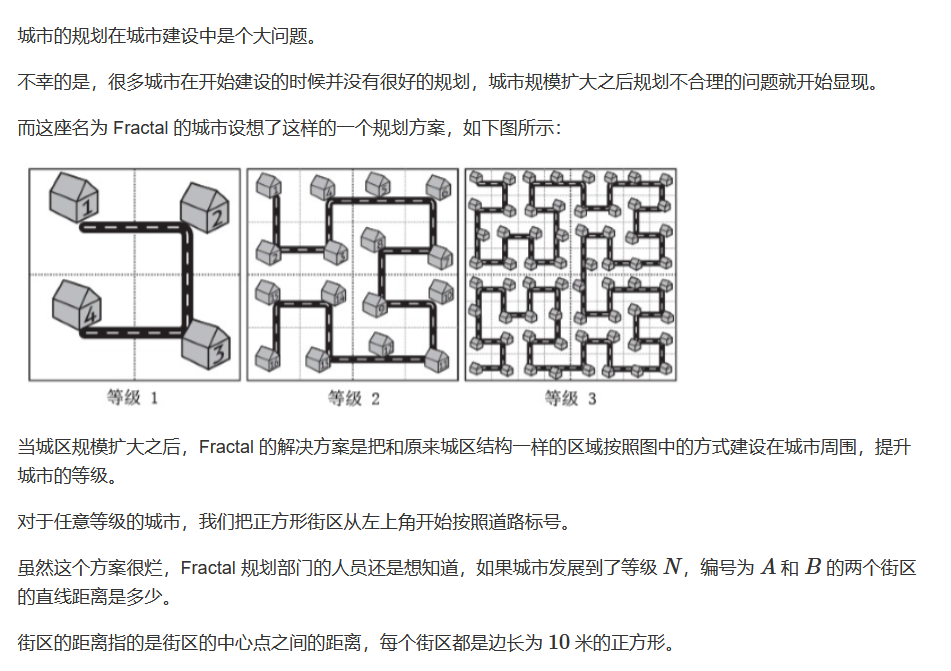 城市的规划在城市建设中是个大问题。
不幸的是，很多城市在开始建设的时候并没有很好的规划，城市规模扩大之后规划不合理的问题就开始显现。
而这座名为 Fractal 的城市设想了这样的一个规划方案，如下图所示：
1
2
4
3
等级 1
等级 2
等级 3
当城区规模扩大之后，Fractal 的解决方案是把和原来城区结构一样的区域按照图中的方式建设在城市周围，提升
城市的等级。
对于任意等级的城市，我们把正方形街区从左上角开始按照道路标号。
虽然这个方案很烂，Fractal 规划部门的人员还是想知道，如果城市发展到了等级 N，编号为 A 和 B 的两个街区
的直线距离是多少。
街区的距离指的是街区的中心点之间的距离，每个街区都是边长为 10 米的正方形。